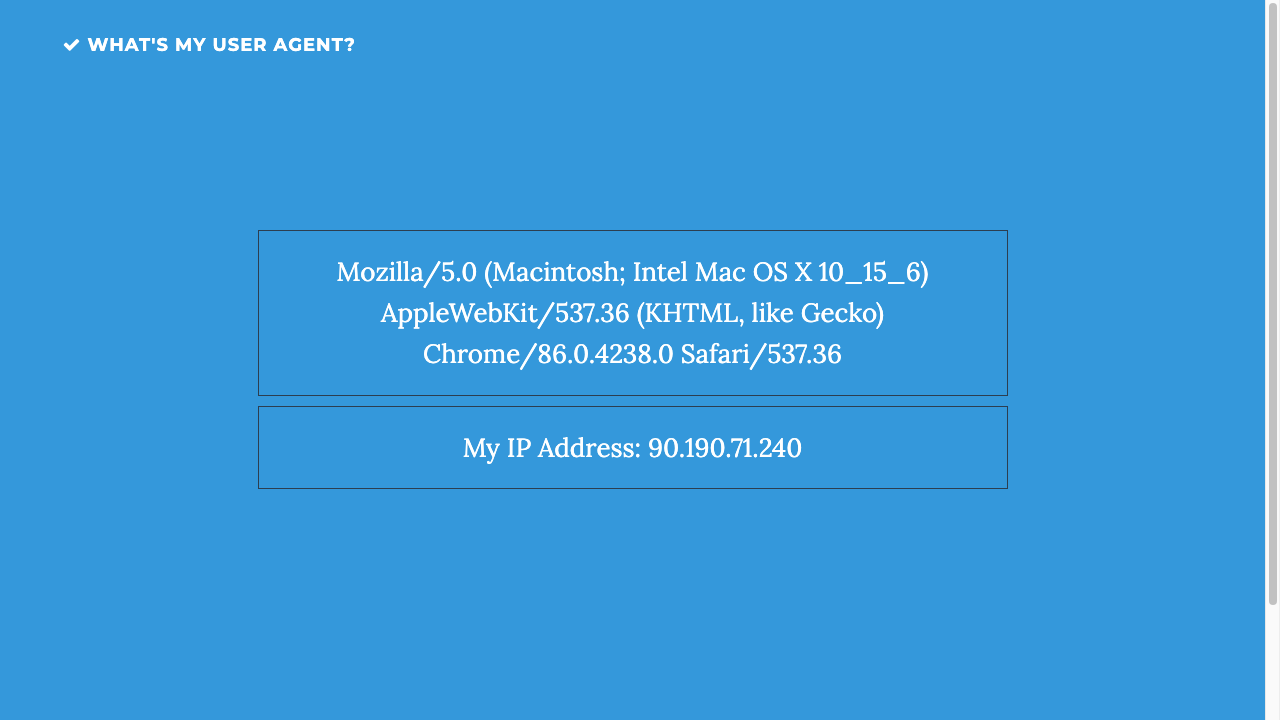 WHAT'S MY USER AGENT?
Mozilla/5.0 (Macintosh; Intel Mac OS X 10_15_6)
AppleWebKit/537.36 (KHTML, like Gecko)
Chrome/86.0.4238.0 Safari/537.36
My IP Address: 90.190.71.240